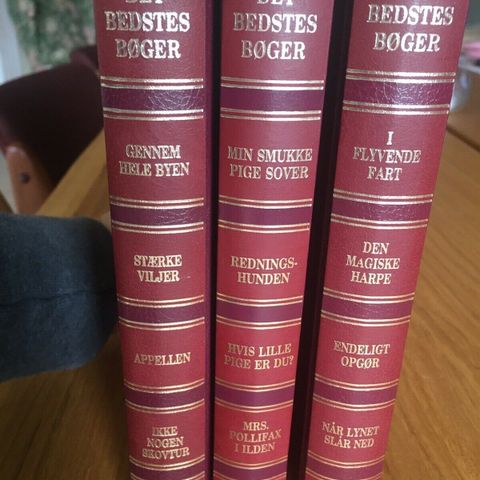 DET
BEDSTES
BØGER
GENNEM
HELE BYEN
STÆRKE
VILJER
APPELLEN
IKKE
NOGEN
SKOVTUR
DET
BEDSTES
BØGER
MIN SMUKKE
PIGE SOVER
REDNINGS-
HUNDEN
HVIS LILLE
PIGE ER DU?
MRS.
POLLIFAX
I ILDEN
BEDSTES
BØGER
I
FLYVENDE
FART
DEN
MAGISKE
HARPE
ENDELIGT
OPGØR
NÅR LYNET
SLÅR NED